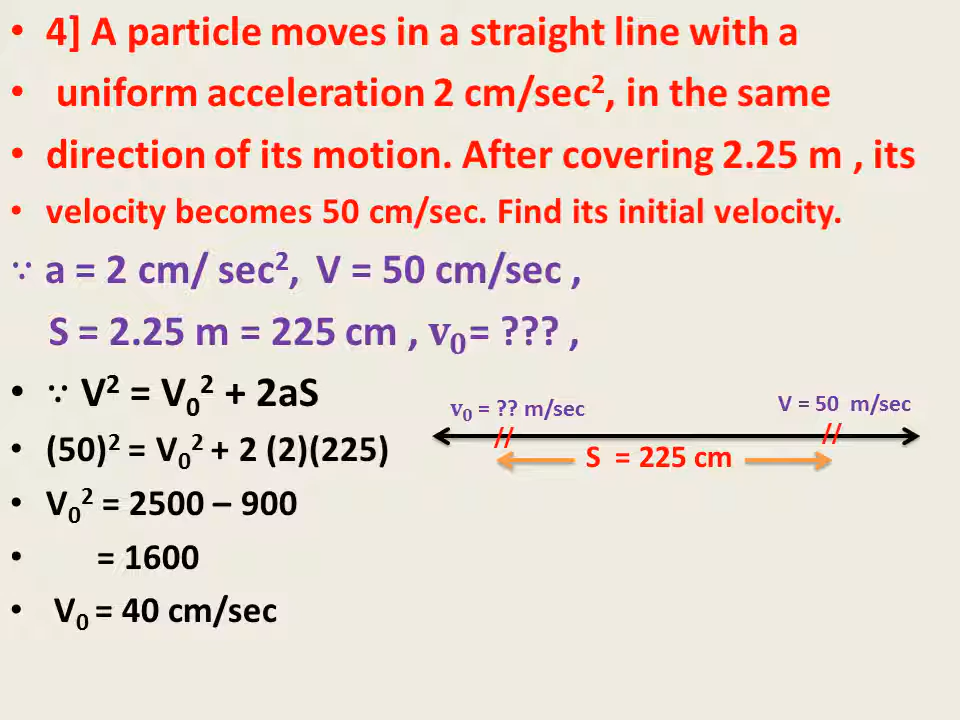 • 4] A particle moves in a straight line with a
• uniform acceleration 2 cm/sec², in the same
• direction of its motion. After covering 2.25 m , its
• velocity becomes 50 cm/sec. Find its initial velocity.
∵ a = 2 cm/ sec², V = 50 cm/sec ,
S = 2.25 m = 225 cm , v₀= ??? ,
• ∵ V² = V₀² + 2aS
• (50)² = V₀² + 2 (2)(225)
• V₀² = 2500 – 900
• = 1600
• V₀ = 40 cm/sec
v₀ = ?? m/sec
V = 50 m/sec
//
//
S = 225 cm